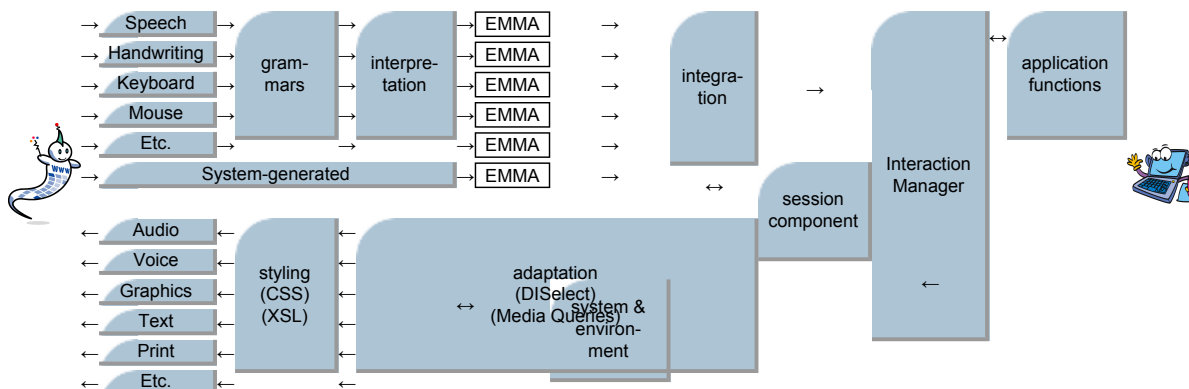 Speech
Handwriting
Keyboard
Mouse
Etc.
System-generated
gram-
mars
interpre-
tation
EMMA
EMMA
EMMA
EMMA
EMMA
EMMA
integra-
tion
Interaction
Manager
application
functions
session
component
WWW
Audio
Voice
Graphics
Text
Print
Etc.
styling
(CSS)
(XSL)
adaptation
(DISelect)
(Media Queries)
system &
environ-
ment